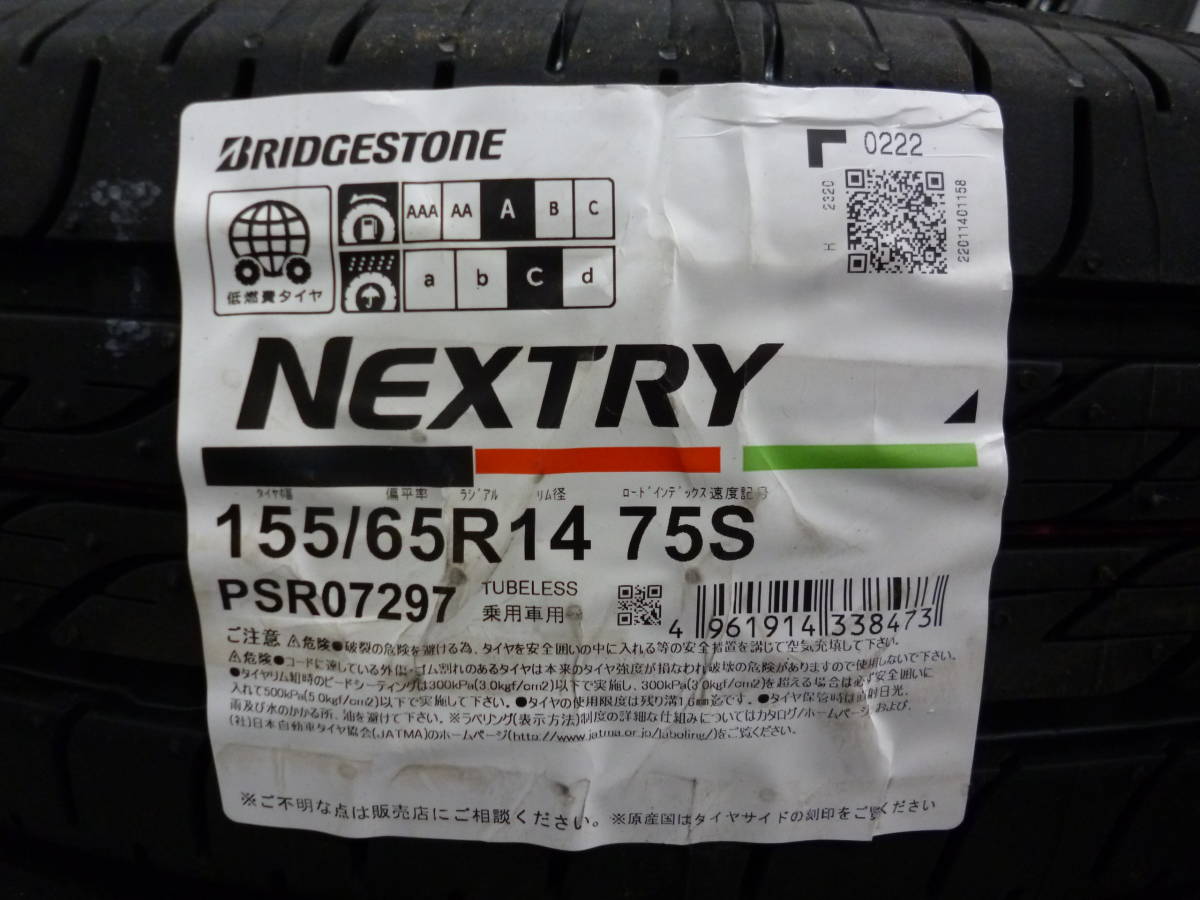 BRIDGESTONE
0222
H 2320
22011401158
AAA AA A B C
a b c d
低燃費タイヤ
NEXTRY
タイヤの幅 偏平率 ラジアル リム径 ロードインデックス 速度記号
155/65R14 75S
PSR07297 TUBELESS
乗用車用
4 961914 338473
ご注意 ⚠危険●破裂の危険を避ける為、タイヤを安全囲いの中に入れる等の安全措置を講じて空気充填して下さい。
⚠危険●コードに達している外傷・ゴム割れのあるタイヤは本来のタイヤ強度が損なわれ破壊の危険がありますので使用しないで下さい。
●タイヤリム組時のビードシーティングは300kPa(3.0kgf/cm2)以下で実施し、300kPa(3.0kgf/cm2)を超える場合は必ず安全囲いに
入れて500kPa(5.0kgf/cm2)以下で実施して下さい。●タイヤの使用限度は残り溝1.6mm迄です。●タイヤ保管時は直射日光、
雨及び水のかかる所、油を避けて下さい。※ラベリング(表示方法)制度の詳細な仕組みについてはカタログ/ホームページ および、
(社)日本自動車タイヤ協会(JATMA)のホームページ(http://www.jatma.or.jp/laboling/)をご覧ください。
※ご不明な点は販売店にご相談ください。※原産国はタイヤサイドの刻印をご覧ください